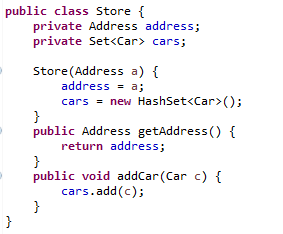 public class Store {
    private Address address;
    private Set<Car> cars;

    Store(Address a) {
        address = a;
        cars = new HashSet<Car>();
    }
    public Address getAddress() {
        return address;
    }
    public void addCar(Car c) {
        cars.add(c);
    }
}